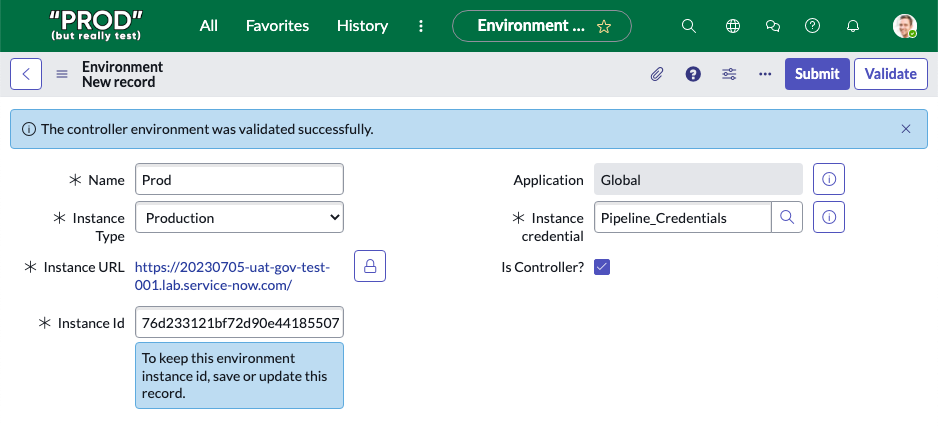 "PROD"
(but really test)
All Favorites History
Environment ...
Environment
New record
Submit Validate
The controller environment was validated successfully.
Name Prod
Application Global
Instance Type Production
Instance credential Pipeline_Credentials
Instance URL https://20230705-uat-gov-test-
001.lab.service-now.com/
Is Controller?
Instance Id 76d233121bf72d90e44185507
To keep this environment
instance id, save or update this
record.